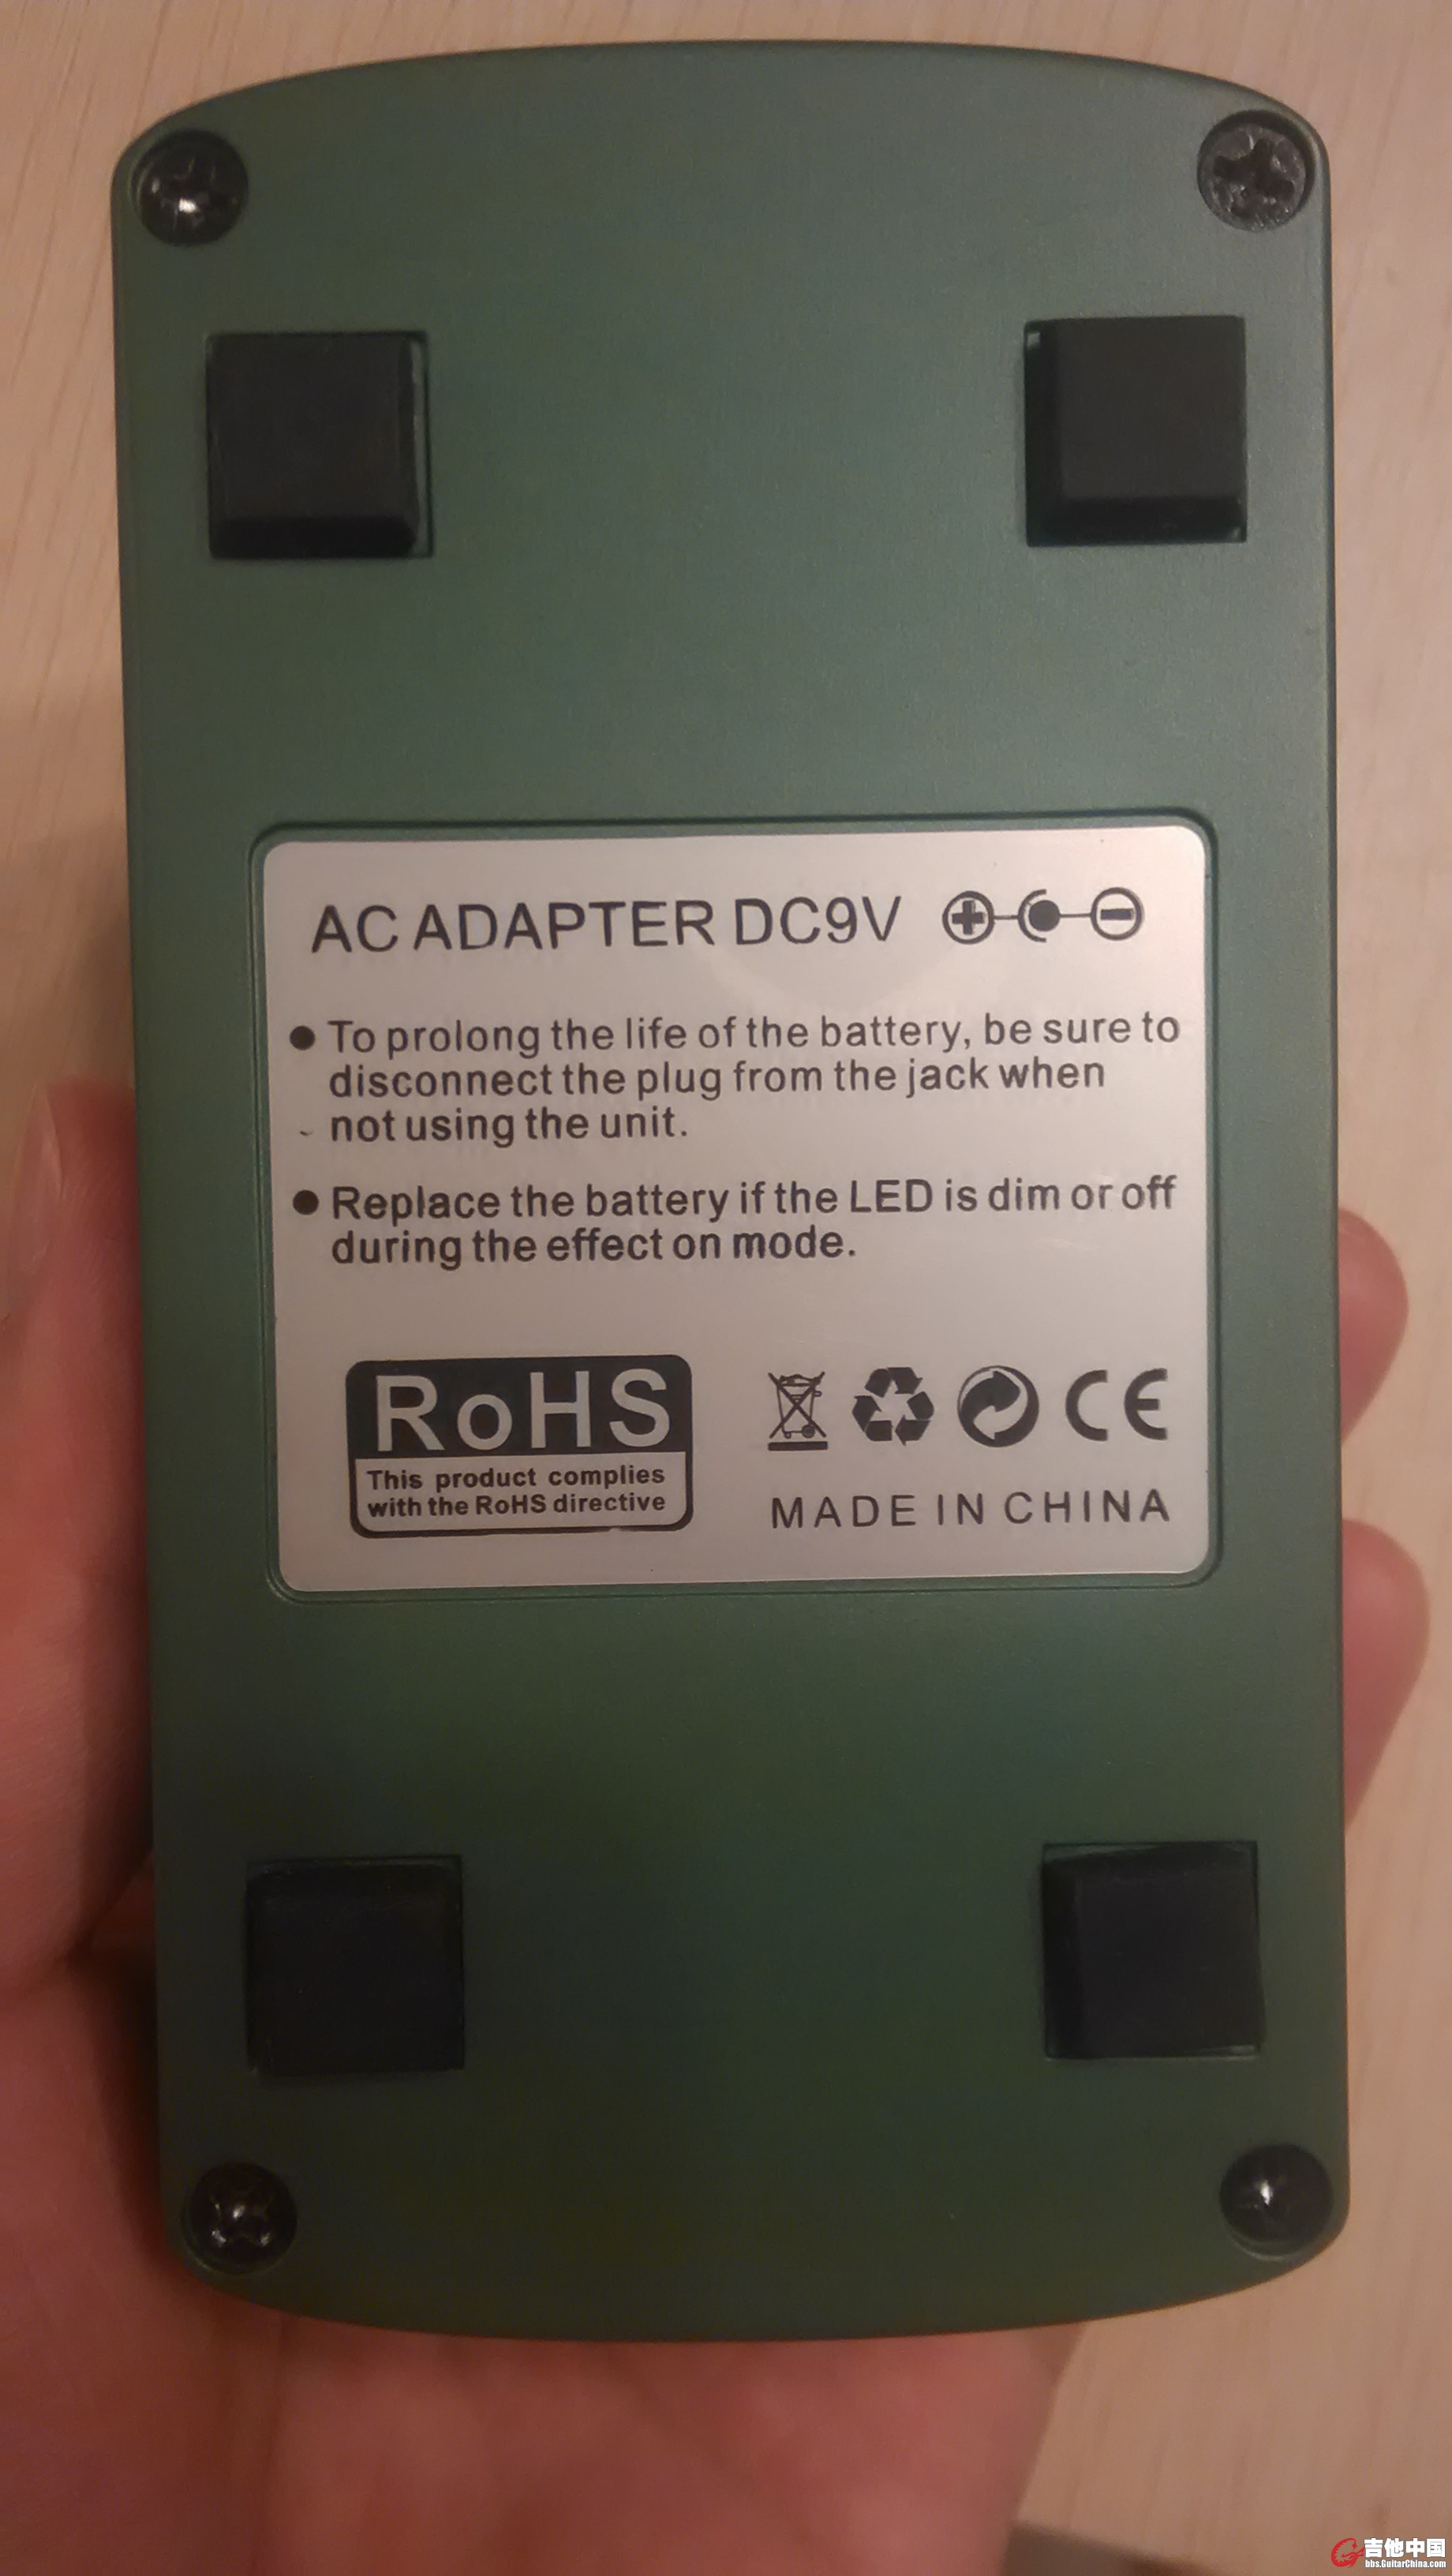 AC ADAPTER DC9V
● To prolong the life of the battery, be sure to
disconnect the plug from the jack when
not using the unit.
● Replace the battery if the LED is dim or off
during the effect on mode.
RoHS
This product complies
with the RoHS directive
CE
MADE IN CHINA
吉他中国
bbs.GuitarChina.com